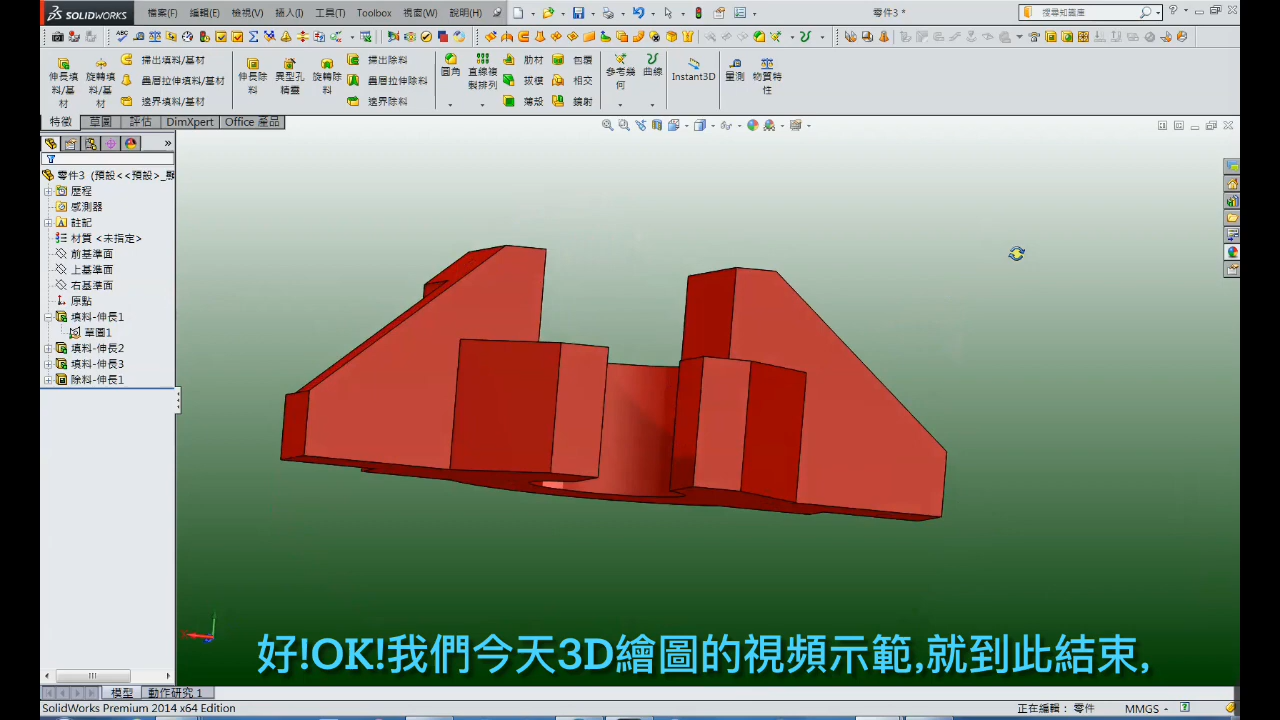 SOLIDWORKS 檔案(F) 編輯(E) 檢視(V) 插入(I) 工具(T) Toolbox 視窗(W) 說明(H) 零件3 * 搜尋知識庫
伸長填料/基材 旋轉填料/基材 掃出填料/基材 疊層拉伸填料/基材 邊界填料/基材
伸長除料 異型孔精靈 旋轉除料 掃出除料 疊層拉伸除料 邊界除料
圓角 直線複製排列 肋材 拔模 薄殼 包覆 相交 鏡射
參考幾何 曲線 Instant3D 量測 物質特性
特徵 草圖 評估 DimXpert Office 產品
零件3 (預設<<預設>_顯
歷程
感測器
註記
材質 <未指定>
前基準面
上基準面
右基準面
原點
填料-伸長1
草圖1
填料-伸長2
填料-伸長3
除料-伸長1
好!OK!我們今天3D繪圖的視頻示範,就到此結束,
模型 動作研究 1
SolidWorks Premium 2014 x64 Edition 正在編輯: 零件 MMGS